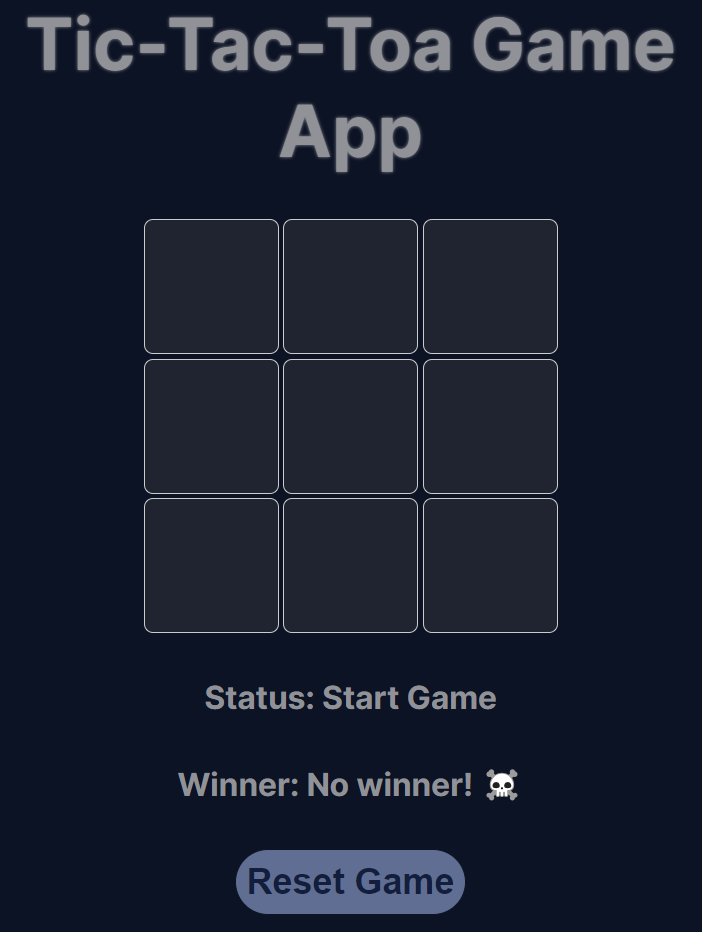 Tic-Tac-Toa Game
App
Status: Start Game
Winner: No winner! ☠️
Reset Game